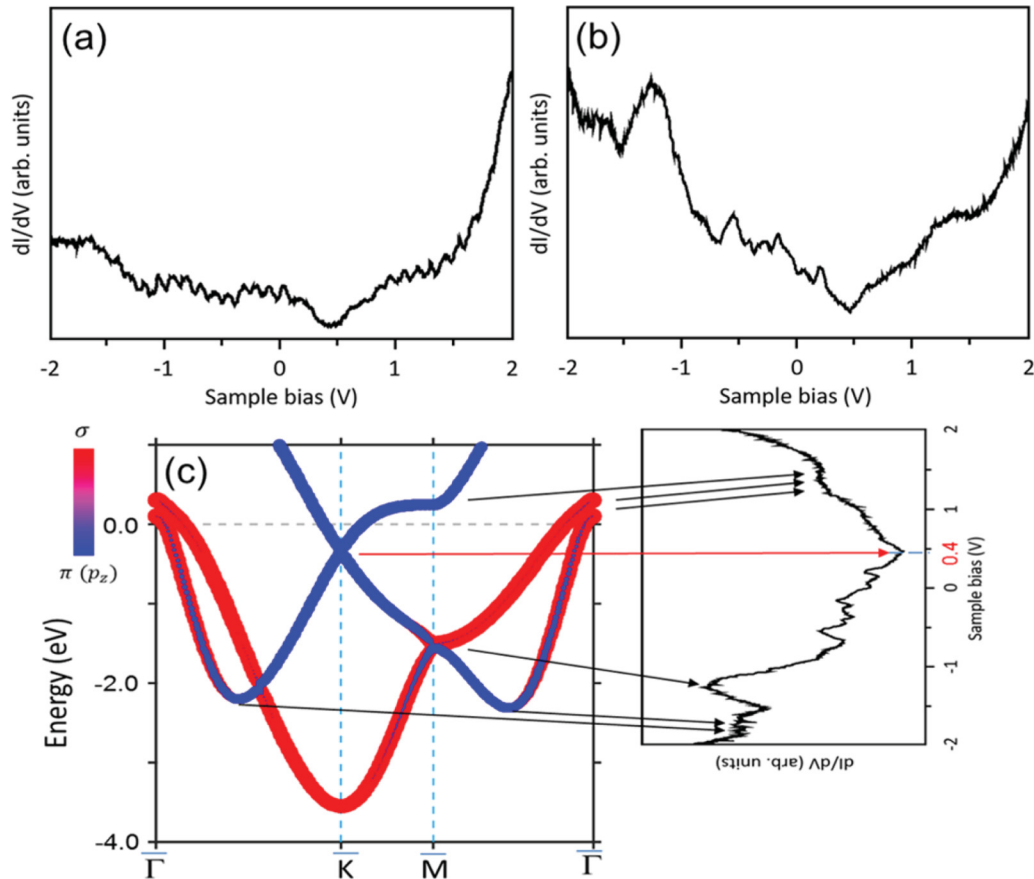 (a)
dI/dV (arb. units)
-2 -1 0 1 2
Sample bias (V)
(b)
dI/dV (arb. units)
-2 -1 0 1 2
Sample bias (V)
σ
π (p_z)
(c)
Energy (eV)
0.0
-2.0
-4.0
Γ̅ K̅ M̅ Γ̅
2
1
0.4
0
-1
-2
Sample bias (V)
dI/dV (arb. units)